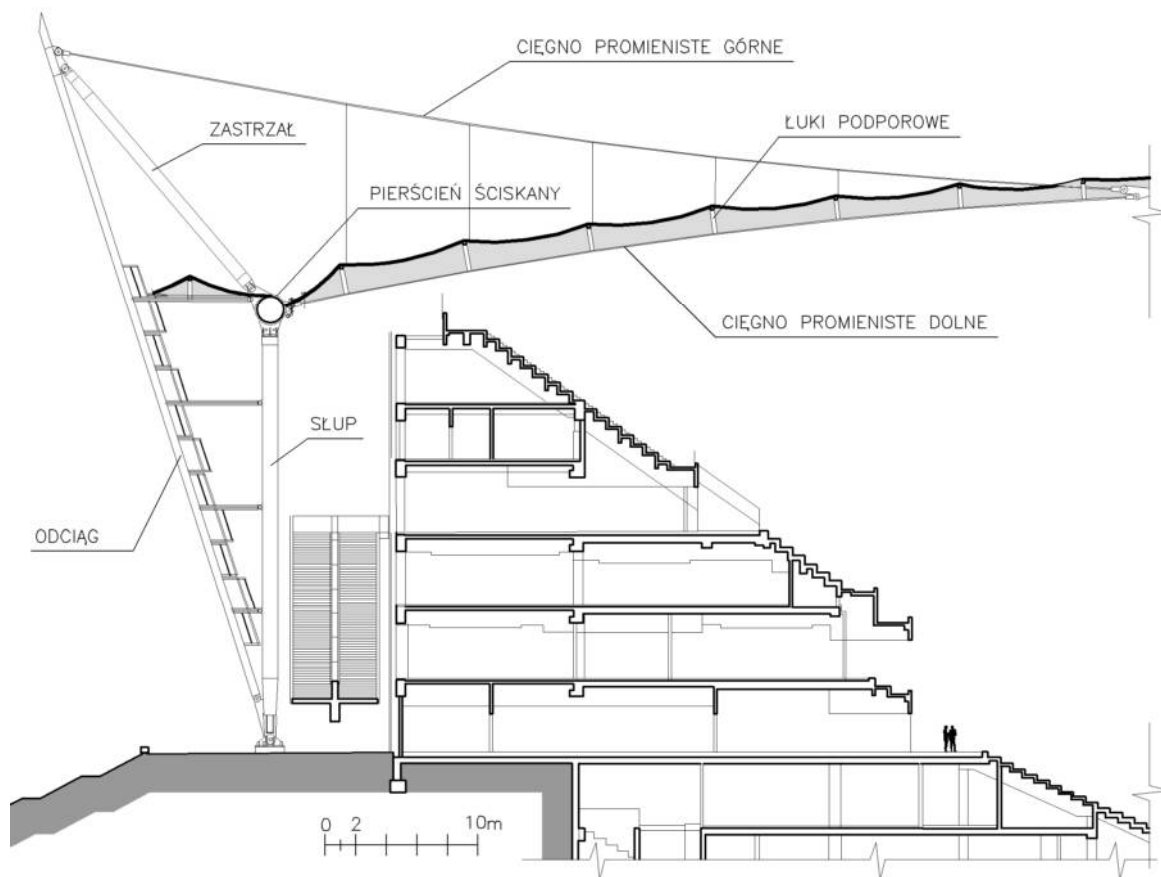 CIĘGNO PROMIENISTE GÓRNE
ZASTRZAŁ
ŁUKI PODPOROWE
PIERŚCIEŃ ŚCISKANY
CIĘGNO PROMIENISTE DOLNE
SŁUP
ODCIĄG
0 2 10m